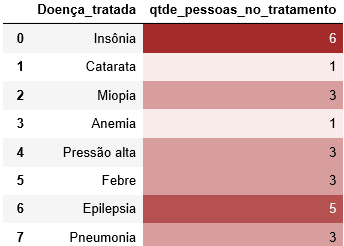 Doença_tratada qtde_pessoas_no_tratamento
0 Insônia 6
1 Catarata 1
2 Miopia 3
3 Anemia 1
4 Pressão alta 3
5 Febre 3
6 Epilepsia 5
7 Pneumonia 3